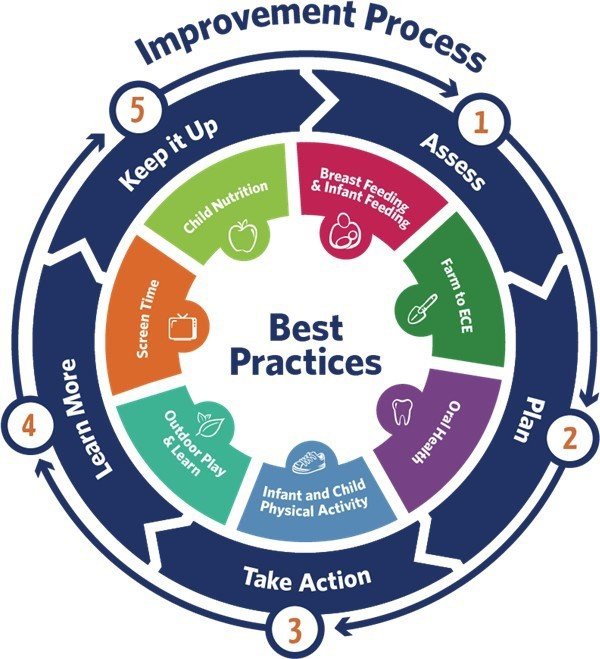 Improvement Process
1
Assess
2
Plan
3
Take Action
4
Learn More
5
Keep it Up
Breast Feeding
& Infant Feeding
Farm to ECE
Oral Health
Infant and Child
Physical Activity
Outdoor Play
& Learn
Screen Time
Child Nutrition
Best
Practices